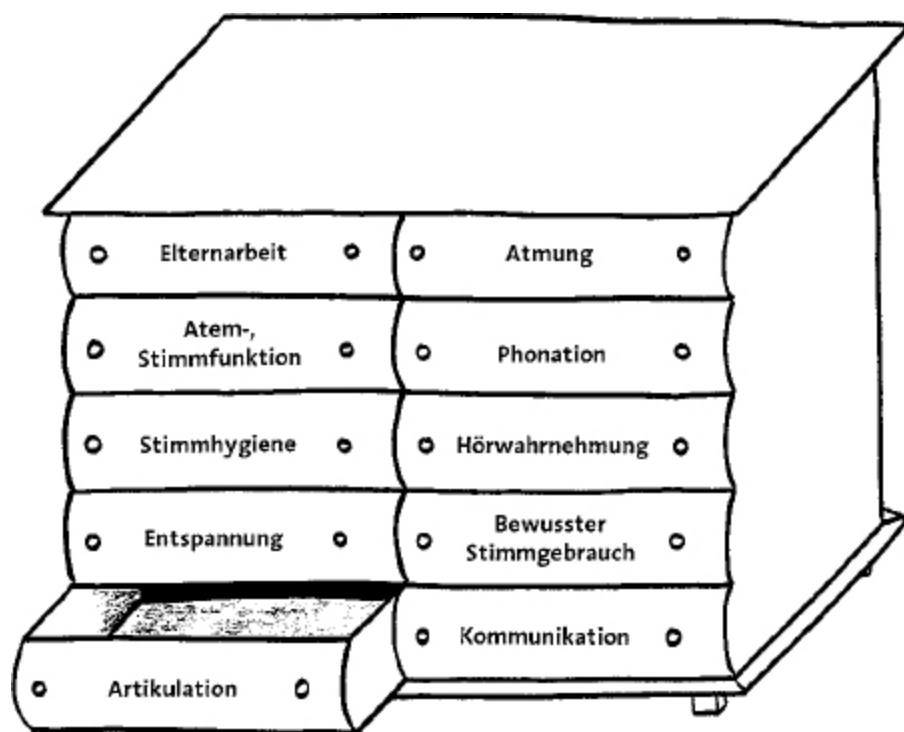 Elternarbeit
Atmung
Atem-,
Stimmfunktion
Phonation
Stimmhygiene
Hörwahrnehmung
Entspannung
Bewusster
Stimmgebrauch
Kommunikation
Artikulation